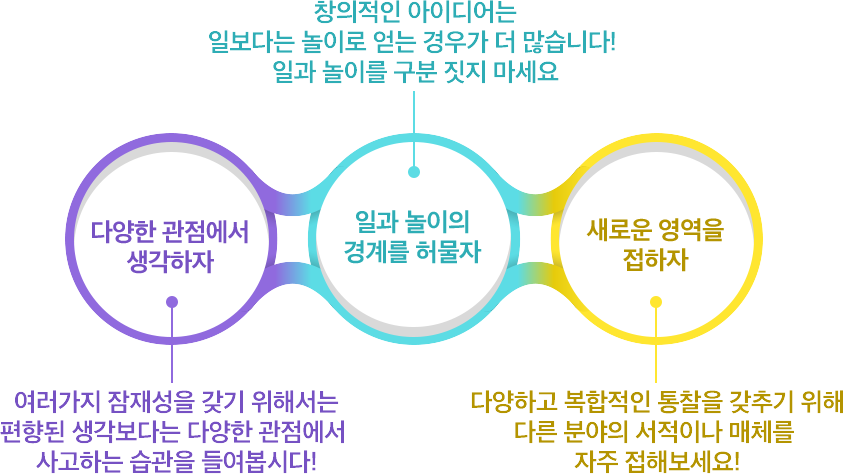 창의적인 아이디어는
일보다는 놀이로 얻는 경우가 더 많습니다!
일과 놀이를 구분 짓지 마세요
다양한 관점에서
생각하자
일과 놀이의
경계를 허물자
새로운 영역을
접하자
여러가지 잠재성을 갖기 위해서는
편향된 생각보다는 다양한 관점에서
사고하는 습관을 들여봅시다!
다양하고 복합적인 통찰을 갖추기 위해
다른 분야의 서적이나 매체를
자주 접해보세요!